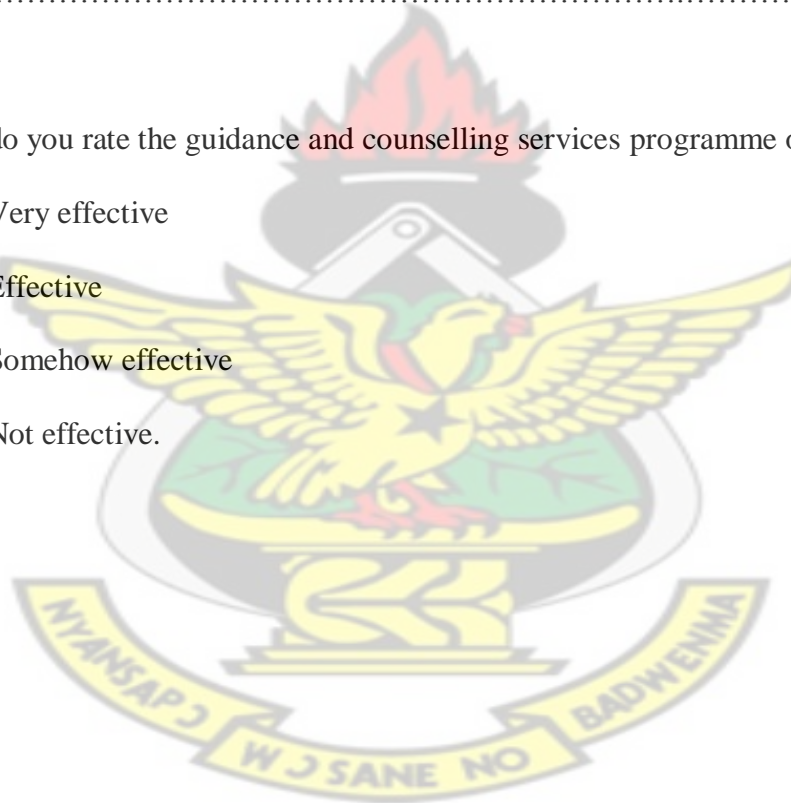 ……………………………………………………………….…………
do you rate the guidance and counselling services programme o
Very effective
Effective
Somehow effective
Not effective.
NYANSAPƆ
WƆSANE NO
BADWENMA